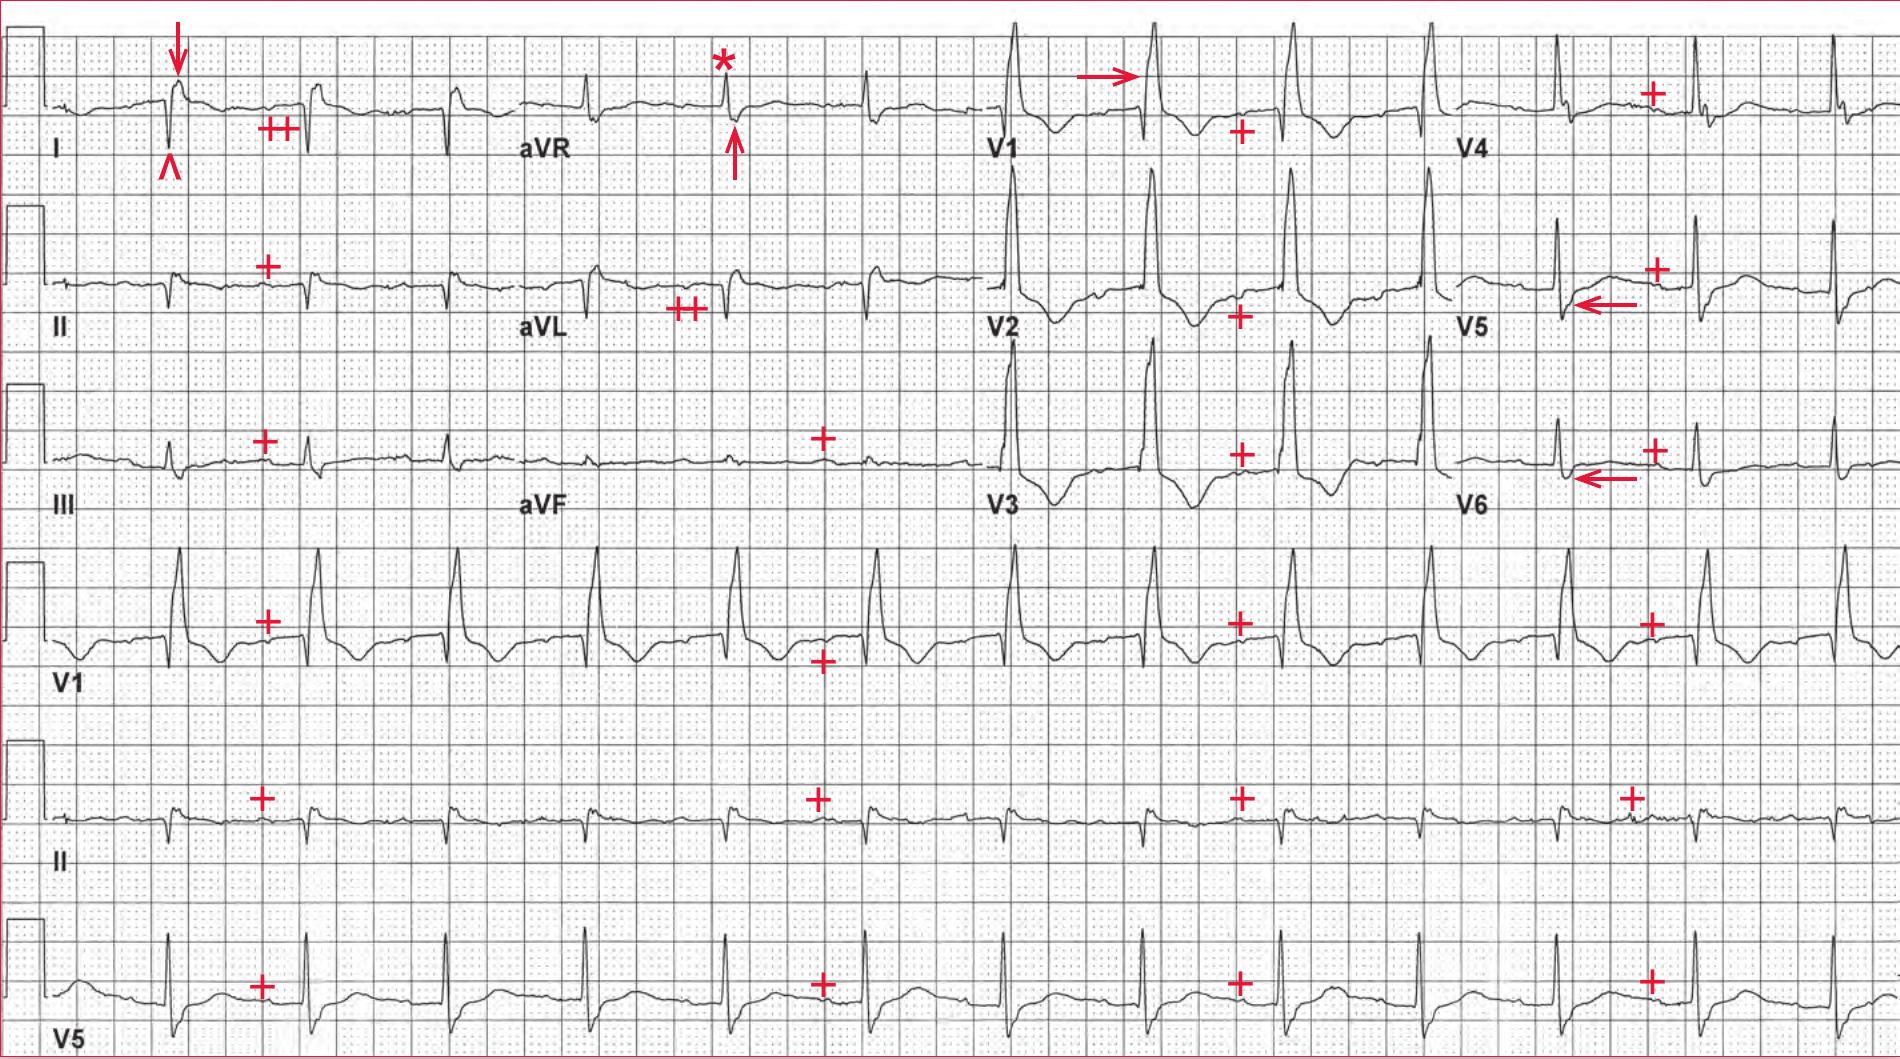 *
+ + →
++ +
I aVR V1 V4
^ ↑
+ + +
++ ←
II aVL V2 V5
+ + + +
←
III aVF V3 V6
+ + + +
V1
+ + + +
II
+ + + +
V5